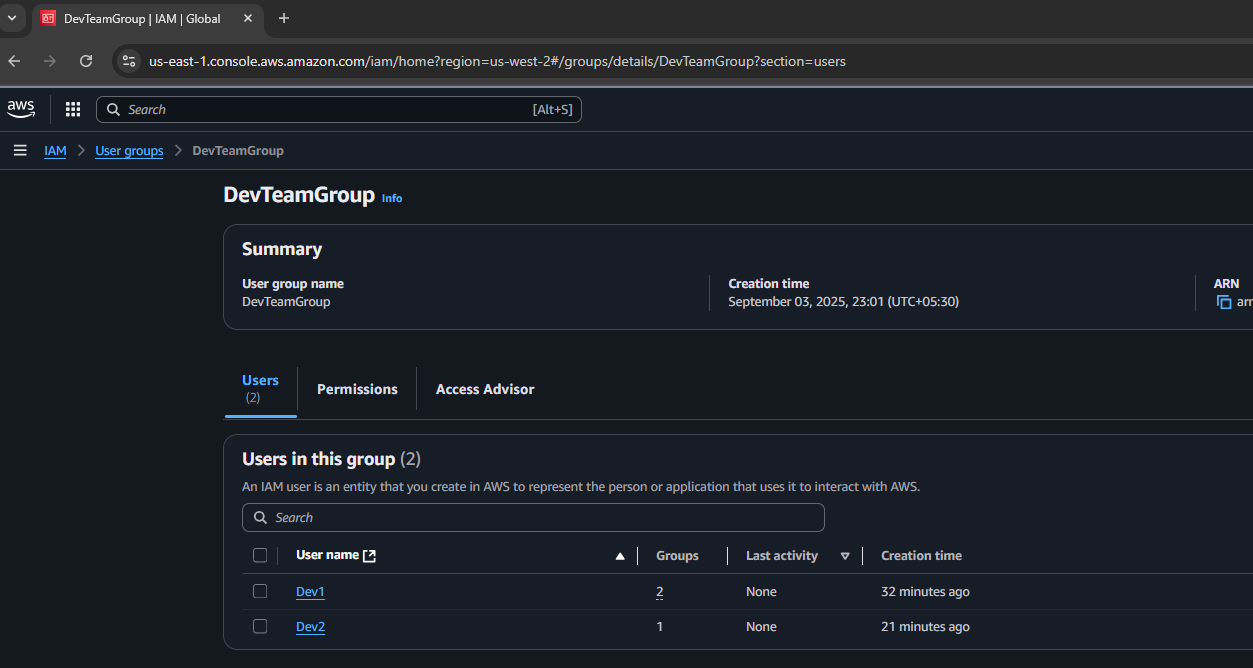 DevTeamGroup | IAM | Global
us-east-1.console.aws.amazon.com/iam/home?region=us-west-2#/groups/details/DevTeamGroup?section=users
aws Search [Alt+S]
IAM User groups DevTeamGroup
DevTeamGroup Info
Summary
User group name Creation time ARN
DevTeamGroup September 03, 2025, 23:01 (UTC+05:30)
Users Permissions Access Advisor
(2)
Users in this group (2)
An IAM user is an entity that you create in AWS to represent the person or application that uses it to interact with AWS.
Search
User name Groups Last activity Creation time
Dev1 2 None 32 minutes ago
Dev2 1 None 21 minutes ago